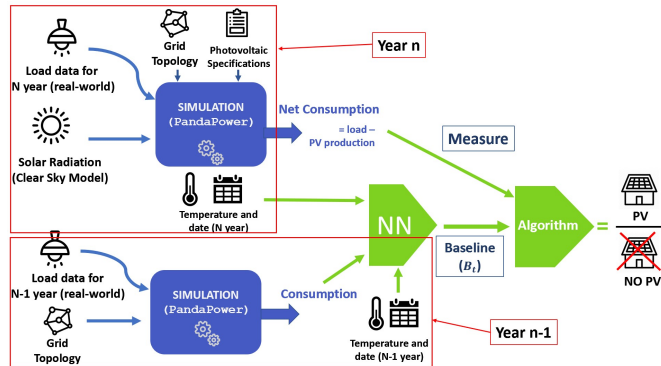 Grid
Topology
Photovoltaic
Specifications
Year n
Load data for
N year (real-world)
SIMULATION
(PandaPower)
Net Consumption
= load –
PV production
Measure
Solar Radiation
(Clear Sky Model)
Temperature and
date (N year)
NN
Baseline
(Bₜ)
Algorithm
=
PV
NO PV
Load data for
N-1 year (real-world)
SIMULATION
(PandaPower)
Consumption
Grid
Topology
Temperature and
date (N-1 year)
Year n-1